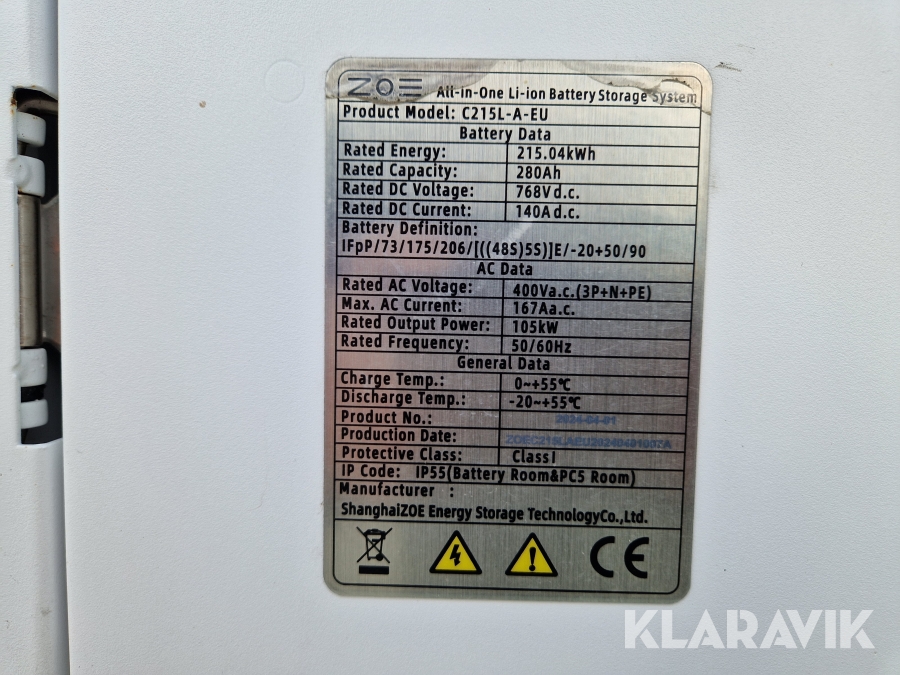 ZOE All-in-One Li-ion Battery Storage System
Product Model: C215L-A-EU
Battery Data
Rated Energy: 215.04kWh
Rated Capacity: 280Ah
Rated DC Voltage: 768Vd.c.
Rated DC Current: 140Ad.c.
Battery Definition:
IFpP/73/175/206/[((48S)5S)]E/-20+50/90
AC Data
Rated AC Voltage: 400Va.c.(3P+N+PE)
Max. AC Current: 167Aa.c.
Rated Output Power: 105kW
Rated Frequency: 50/60Hz
General Data
Charge Temp.: 0~+55℃
Discharge Temp.: -20~+55℃
Product No.: 2024-04-01
Production Date:
Protective Class: ClassI
IP Code: IP55(Battery Room&PCS Room)
Manufacturer :
ShanghaiZOE Energy Storage TechnologyCo.,Ltd.
CE
KLARAVIK